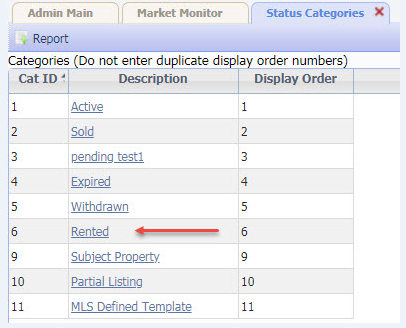 Admin Main Market Monitor Status Categories
Report
Categories (Do not enter duplicate display order numbers)
Cat ID Description Display Order
1 Active 1
2 Sold 2
3 pending test1 3
4 Expired 4
5 Withdrawn 5
6 Rented 6
9 Subject Property 9
10 Partial Listing 10
11 MLS Defined Template 11